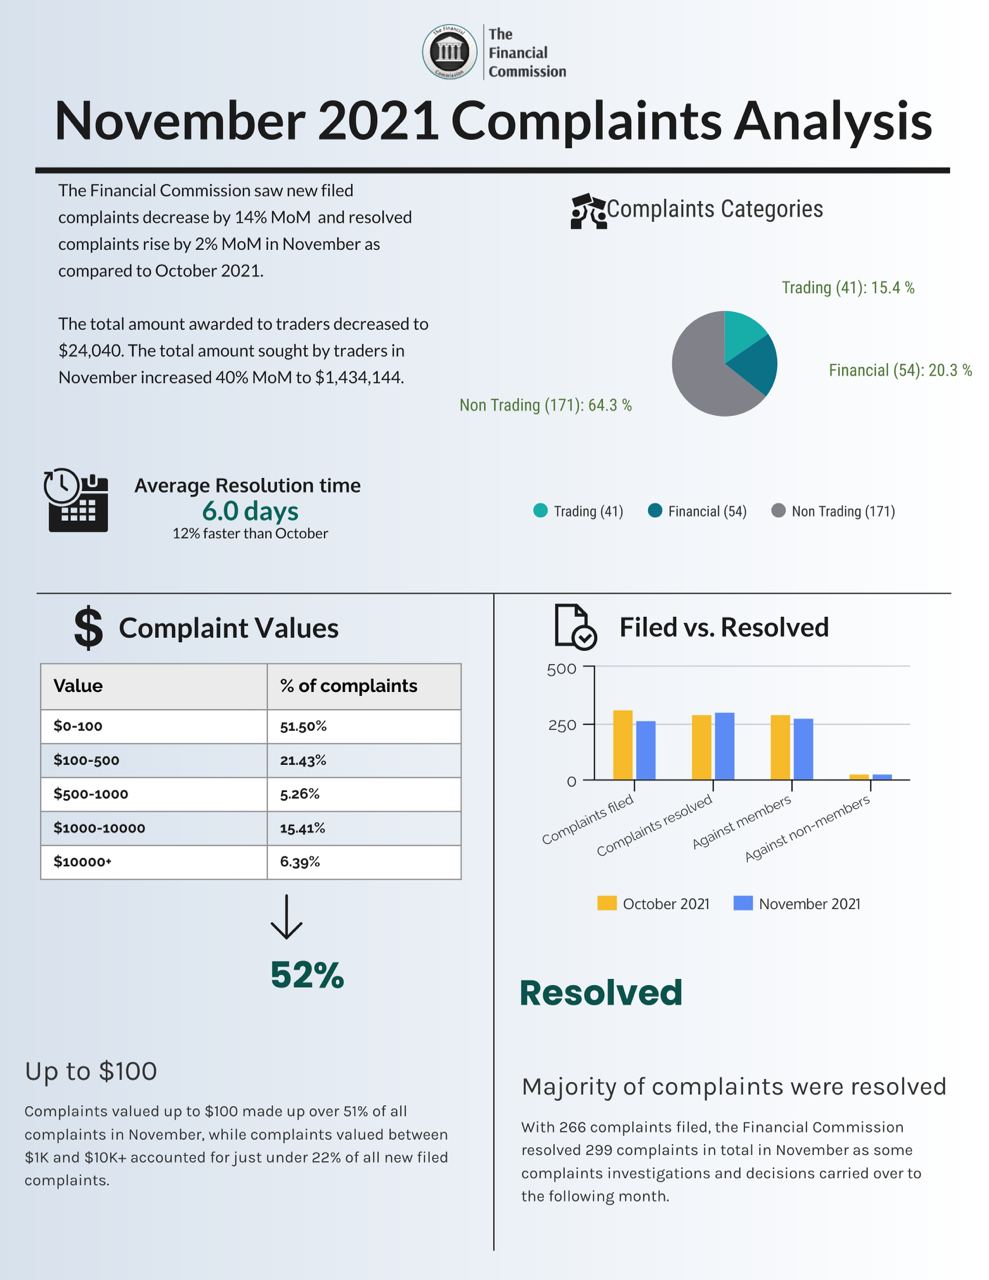 The Financial
Commission
The
Financial
Commission
November 2021 Complaints Analysis
The Financial Commission saw new filed
complaints decrease by 14% MoM and resolved
complaints rise by 2% MoM in November as
compared to October 2021.
The total amount awarded to traders decreased to
$24,040. The total amount sought by traders in
November increased 40% MoM to $1,434,144.
Complaints Categories
Trading (41): 15.4 %
Financial (54): 20.3 %
Non Trading (171): 64.3 %
Trading (41)
Financial (54)
Non Trading (171)
Average Resolution time
6.0 days
12% faster than October
$ Complaint Values
Value
% of complaints
$0-100
51.50%
$100-500
21.43%
$500-1000
5.26%
$1000-10000
15.41%
$10000+
6.39%
52%
Up to $100
Complaints valued up to $100 made up over 51% of all
complaints in November, while complaints valued between
$1K and $10K+ accounted for just under 22% of all new filed
complaints.
Filed vs. Resolved
500
250
0
Complaints filed
Complaints resolved
Against members
Against non-members
October 2021
November 2021
Resolved
Majority of complaints were resolved
With 266 complaints filed, the Financial Commission
resolved 299 complaints in total in November as some
complaints investigations and decisions carried over to
the following month.